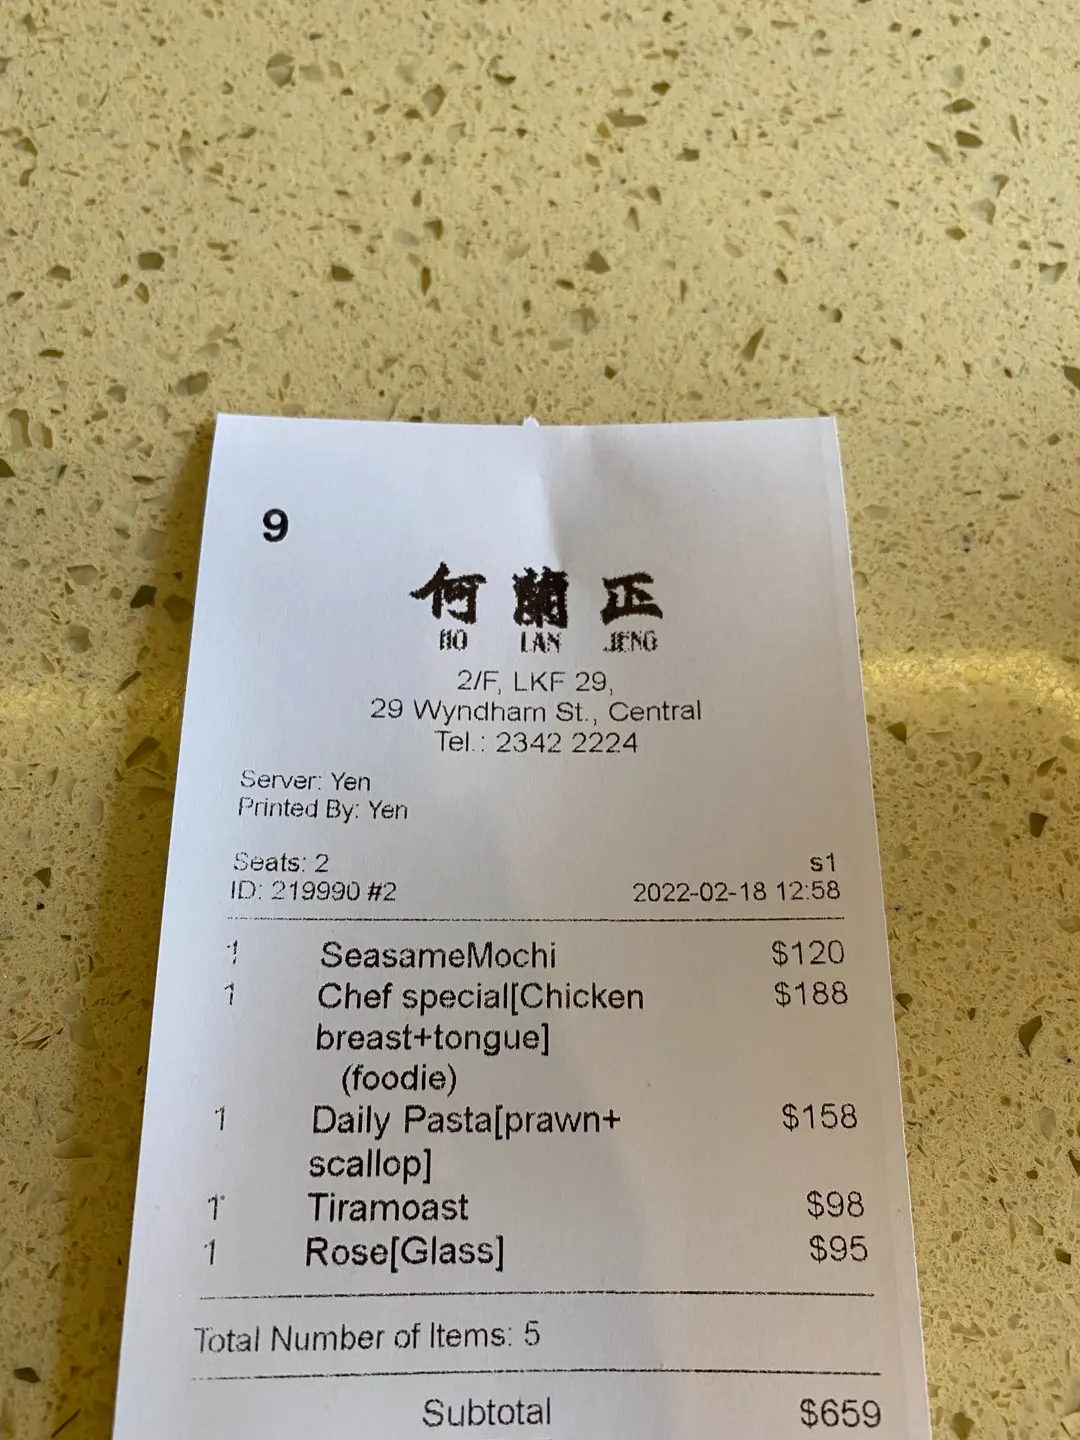 9
何蘭正
HO LAN JENG
2/F, LKF 29,
29 Wyndham St., Central
Tel.: 2342 2224
Server: Yen
Printed By: Yen
Seats: 2 s1
ID: 219990 #2 2022-02-18 12:58
1 SeasameMochi $120
1 Chef special[Chicken $188
breast+tongue]
(foodie)
1 Daily Pasta[prawn+ $158
scallop]
1 Tiramoast $98
1 Rose[Glass] $95
Total Number of Items: 5
Subtotal $659